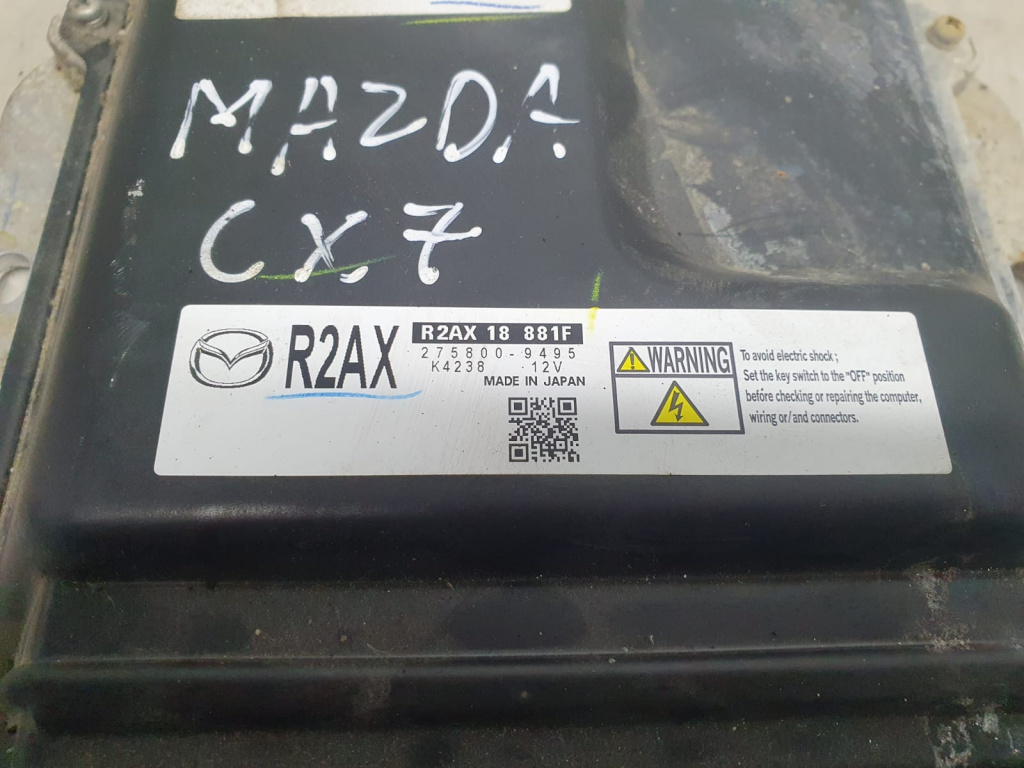 MAZDA
CX7
R2AX
R2AX 18 881F
275800-9495
K4238 12V
MADE IN JAPAN
WARNING
To avoid electric shock;
Set the key switch to the "OFF" position
before checking or repairing the computer,
wiring or/and connectors.